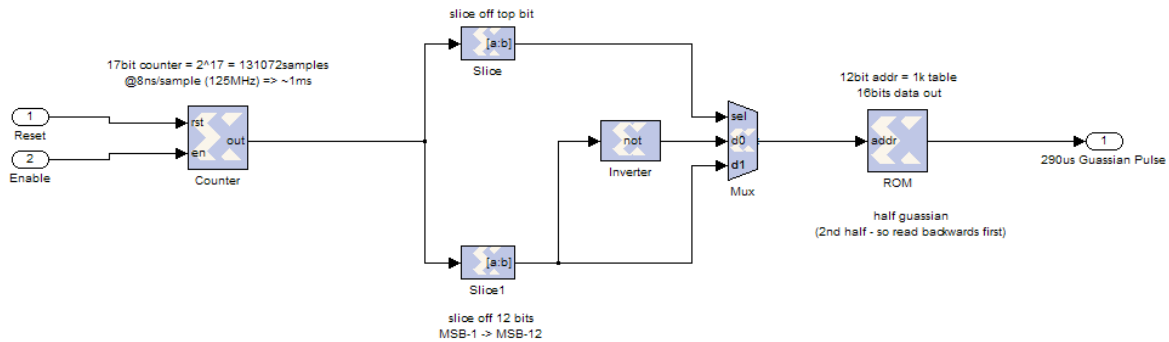 slice off top bit
[a:b]
Slice
17bit counter = 2^17 = 131072samples
@8ns/sample (125MHz) => ~1ms
12bit addr = 1k table
16bits data out
1
Reset
2
Enable
rst
en
out
Counter
not
Inverter
sel
d0
d1
Mux
addr
ROM
1
290us Guassian Pulse
half guassian
(2nd half - so read backwards first)
[a:b]
Slice1
slice off 12 bits
MSB-1 -> MSB-12